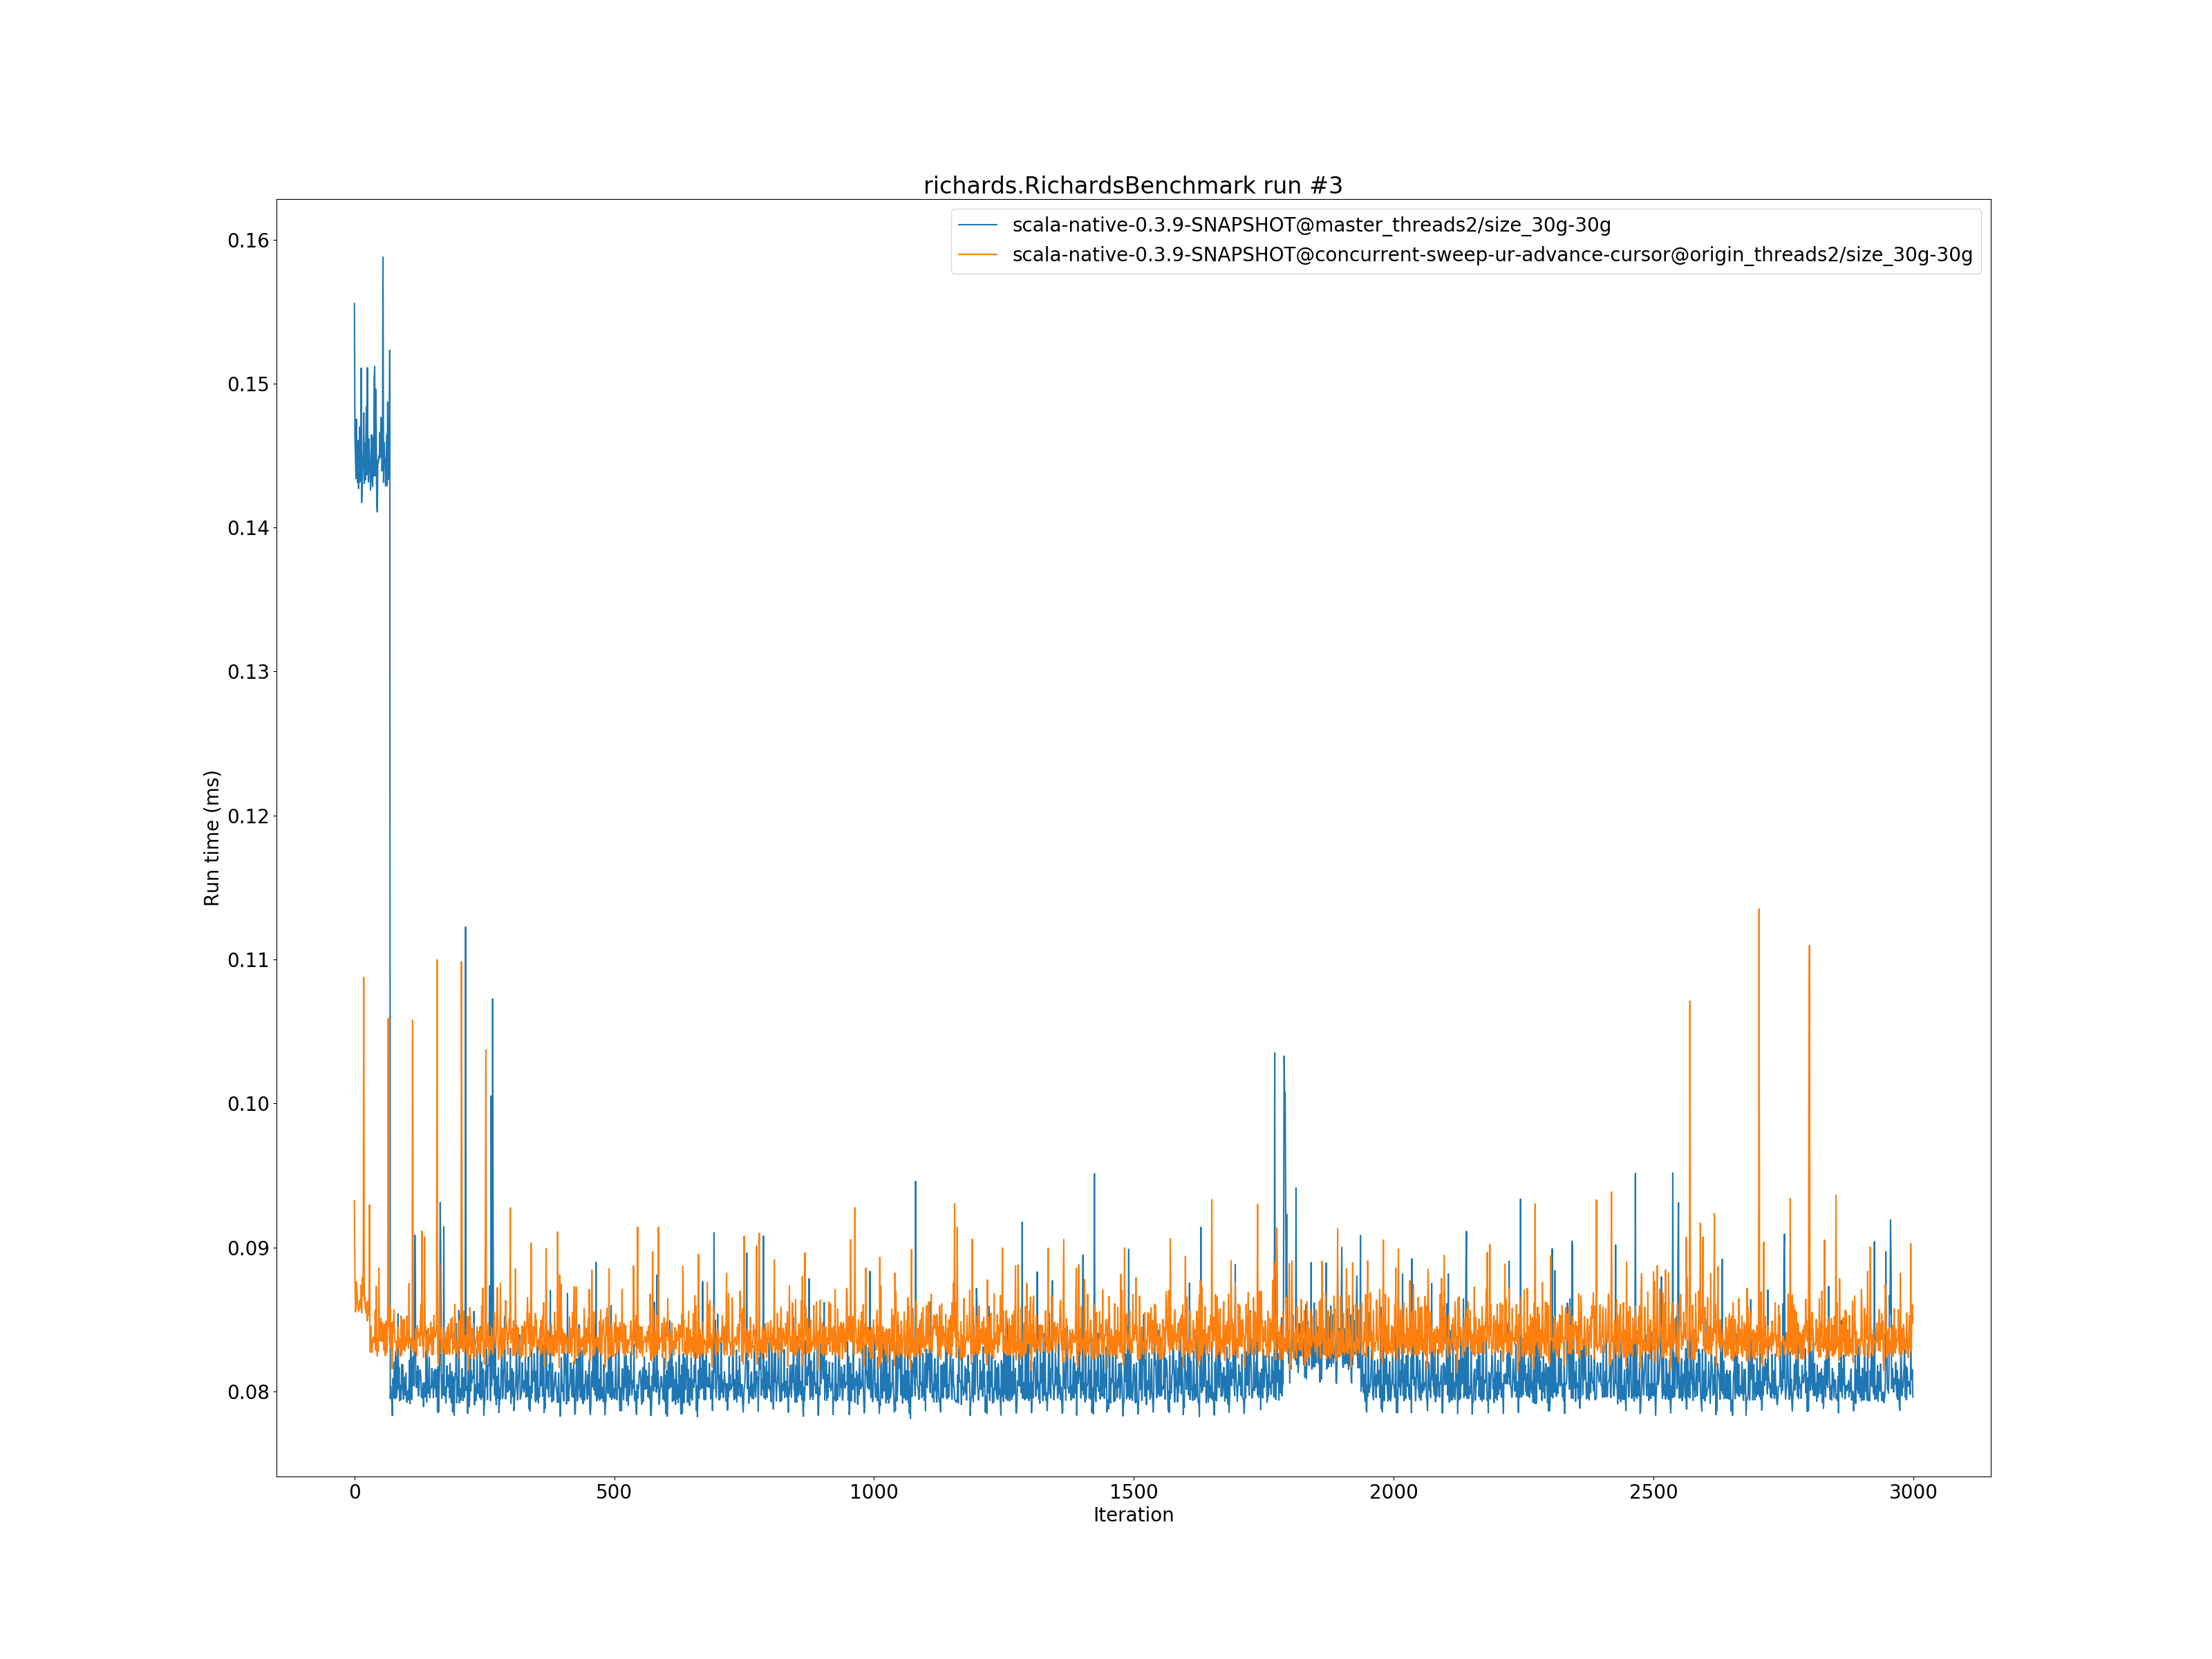 richards.RichardsBenchmark run #3
scala-native-0.3.9-SNAPSHOT@master_threads2/size_30g-30g
scala-native-0.3.9-SNAPSHOT@concurrent-sweep-ur-advance-cursor@origin_threads2/size_30g-30g
0.16
0.15
0.14
0.13
0.12
0.11
0.10
0.09
0.08
Run time (ms)
0 500 1000 1500 2000 2500 3000
Iteration